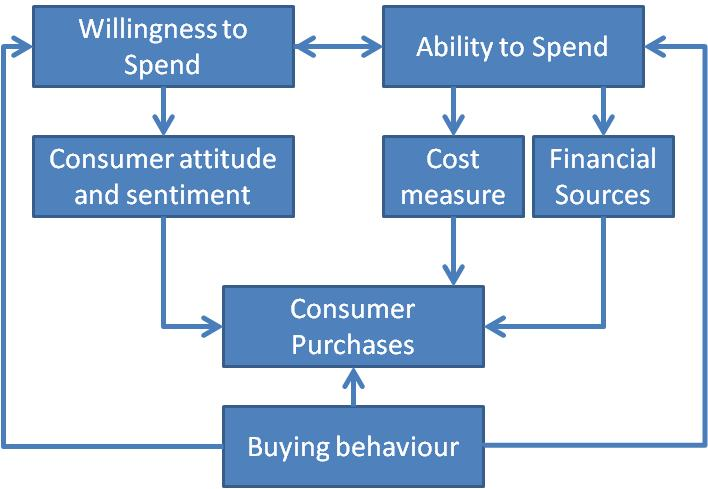 Willingness to
Spend
Ability to Spend
Consumer attitude
and sentiment
Cost
measure
Financial
Sources
Consumer
Purchases
Buying behaviour